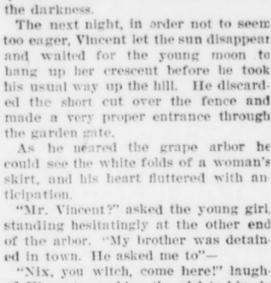 the darkness.
The next night, in order not to seem
too eager, Vincent let the sun disappear
and waited for the young moon to
hang up her crescent before he took
his usual way up the hill. He discard-
ed the short cut over the fence and
made a very proper entrance through
the garden gate.
As he neared the grape arbor he
could see the white folds of a woman's
skirt, and his heart fluttered with an-
ticipation.
"Mr. Vincent?" asked the young girl,
standing hesitatingly at the other end
of the arbor. "My brother was detain-
ed in town. He asked me to"—
"Nix, you witch, come here!" laugh-